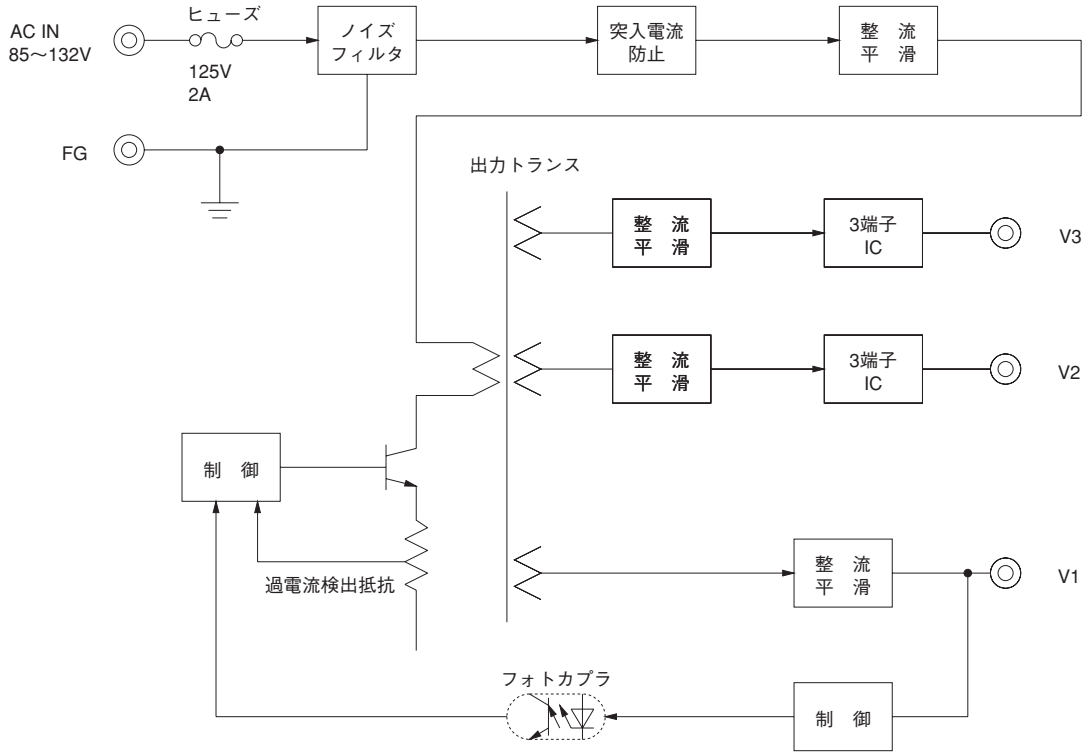 AC IN
85〜132V
ヒューズ
125V
2A
ノイズ
フィルタ
突入電流
防止
整 流
平 滑
FG
出力トランス
整 流
平 滑
3端子
IC
V3
整 流
平 滑
3端子
IC
V2
制 御
過電流検出抵抗
整 流
平 滑
V1
フォトカプラ
制 御